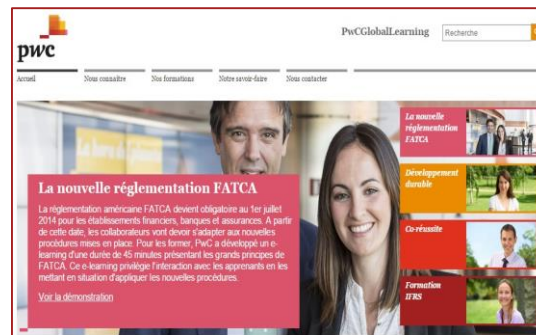 pwc
PwCGlobalLearning
Recherche
Accueil
Nous connaître
Nos formations
Notre savoir-faire
Nous contacter
La nouvelle
réglementation
FATCA
Développement
durable
Co-réussite
Formation
IFRS
La nouvelle réglementation FATCA
La réglementation américaine FATCA devient obligatoire au 1er juillet
2014 pour les établissements financiers, banques et assurances. A partir
de cette date, les collaborateurs vont devoir s'adapter aux nouvelles
procédures mises en place. Pour les former, PwC a développé un e-
learning d'une durée de 45 minutes présentant les grands principes de
FATCA. Ce e-learning privilégie l'interaction avec les apprenants en les
mettant en situation d'appliquer les nouvelles procédures.
Voir la démonstration